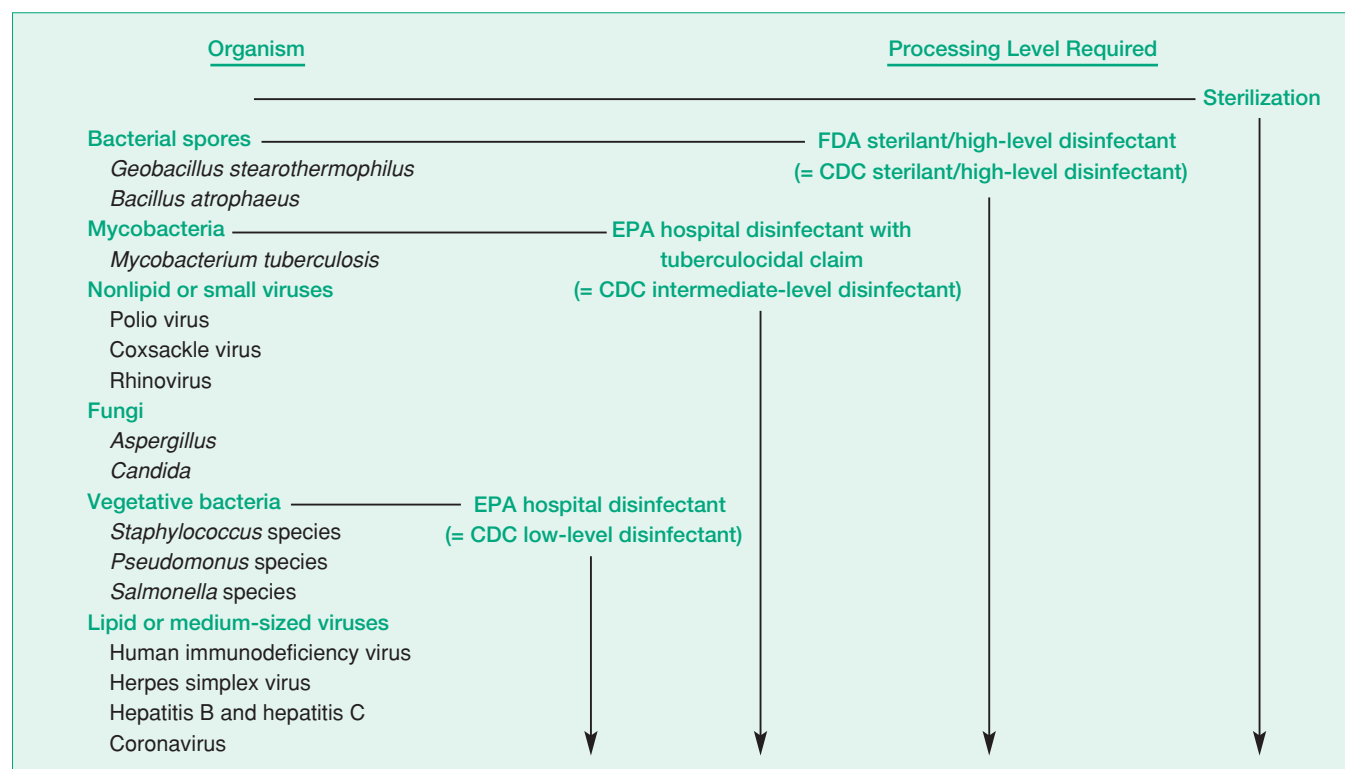 Organism
Processing Level Required
Sterilization
Bacterial spores
FDA sterilant/high-level disinfectant
Geobacillus stearothermophilus
(= CDC sterilant/high-level disinfectant)
Bacillus atrophaeus
Mycobacteria
EPA hospital disinfectant with
Mycobacterium tuberculosis
tuberculocidal claim
Nonlipid or small viruses
(= CDC intermediate-level disinfectant)
Polio virus
Coxsackle virus
Rhinovirus
Fungi
Aspergillus
Candida
Vegetative bacteria
EPA hospital disinfectant
Staphylococcus species
(= CDC low-level disinfectant)
Pseudomonus species
Salmonella species
Lipid or medium-sized viruses
Human immunodeficiency virus
Herpes simplex virus
Hepatitis B and hepatitis C
Coronavirus